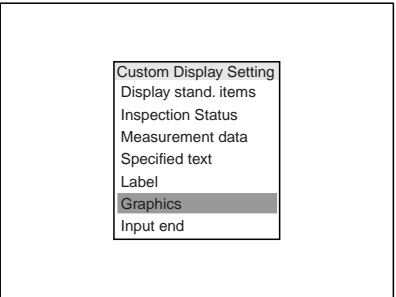 Custom Display Setting
Display stand. items
Inspection Status
Measurement data
Specified text
Label
Graphics
Input end